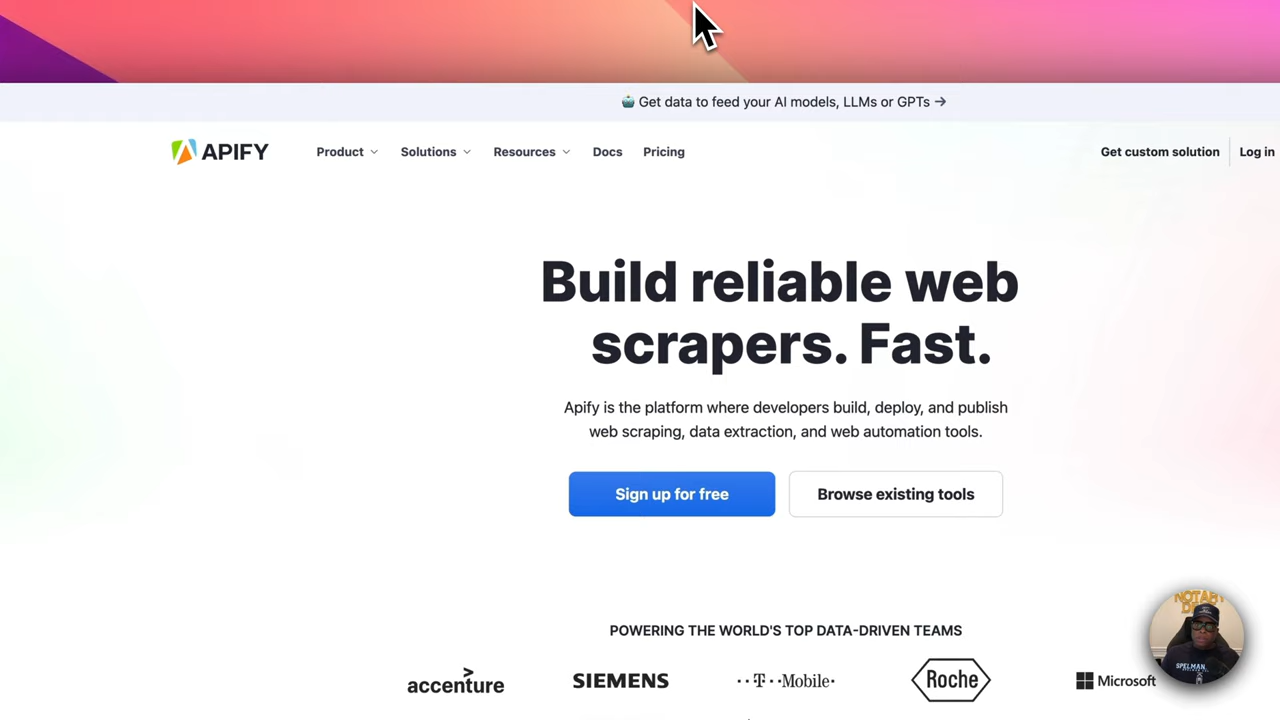 Get data to feed your AI models, LLMs or GPTs →
APIFY Product Solutions Resources Docs Pricing Get custom solution Log in
Build reliable web
scrapers. Fast.
Apify is the platform where developers build, deploy, and publish
web scraping, data extraction, and web automation tools.
Sign up for free Browse existing tools
POWERING THE WORLD'S TOP DATA-DRIVEN TEAMS
accenture SIEMENS T Mobile Roche Microsoft
SPELMAN